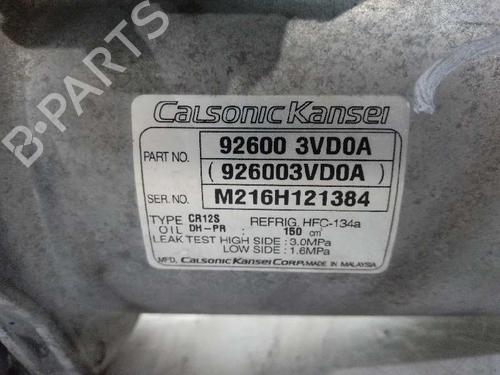 CalsonicKansei
PART NO. 92600 3VD0A
(926003VD0A)
SER.NO. M216H121384
TYPE CR12S REFRIG. HFC-134a
OIL DH-PR : 150 cm
LEAK TEST HIGH SIDE : 3.0MPa
LOW SIDE : 1.6MPa
MFD. CALSONIC KANSEI CORP. MADE IN MALAYSIA
B-PARTS